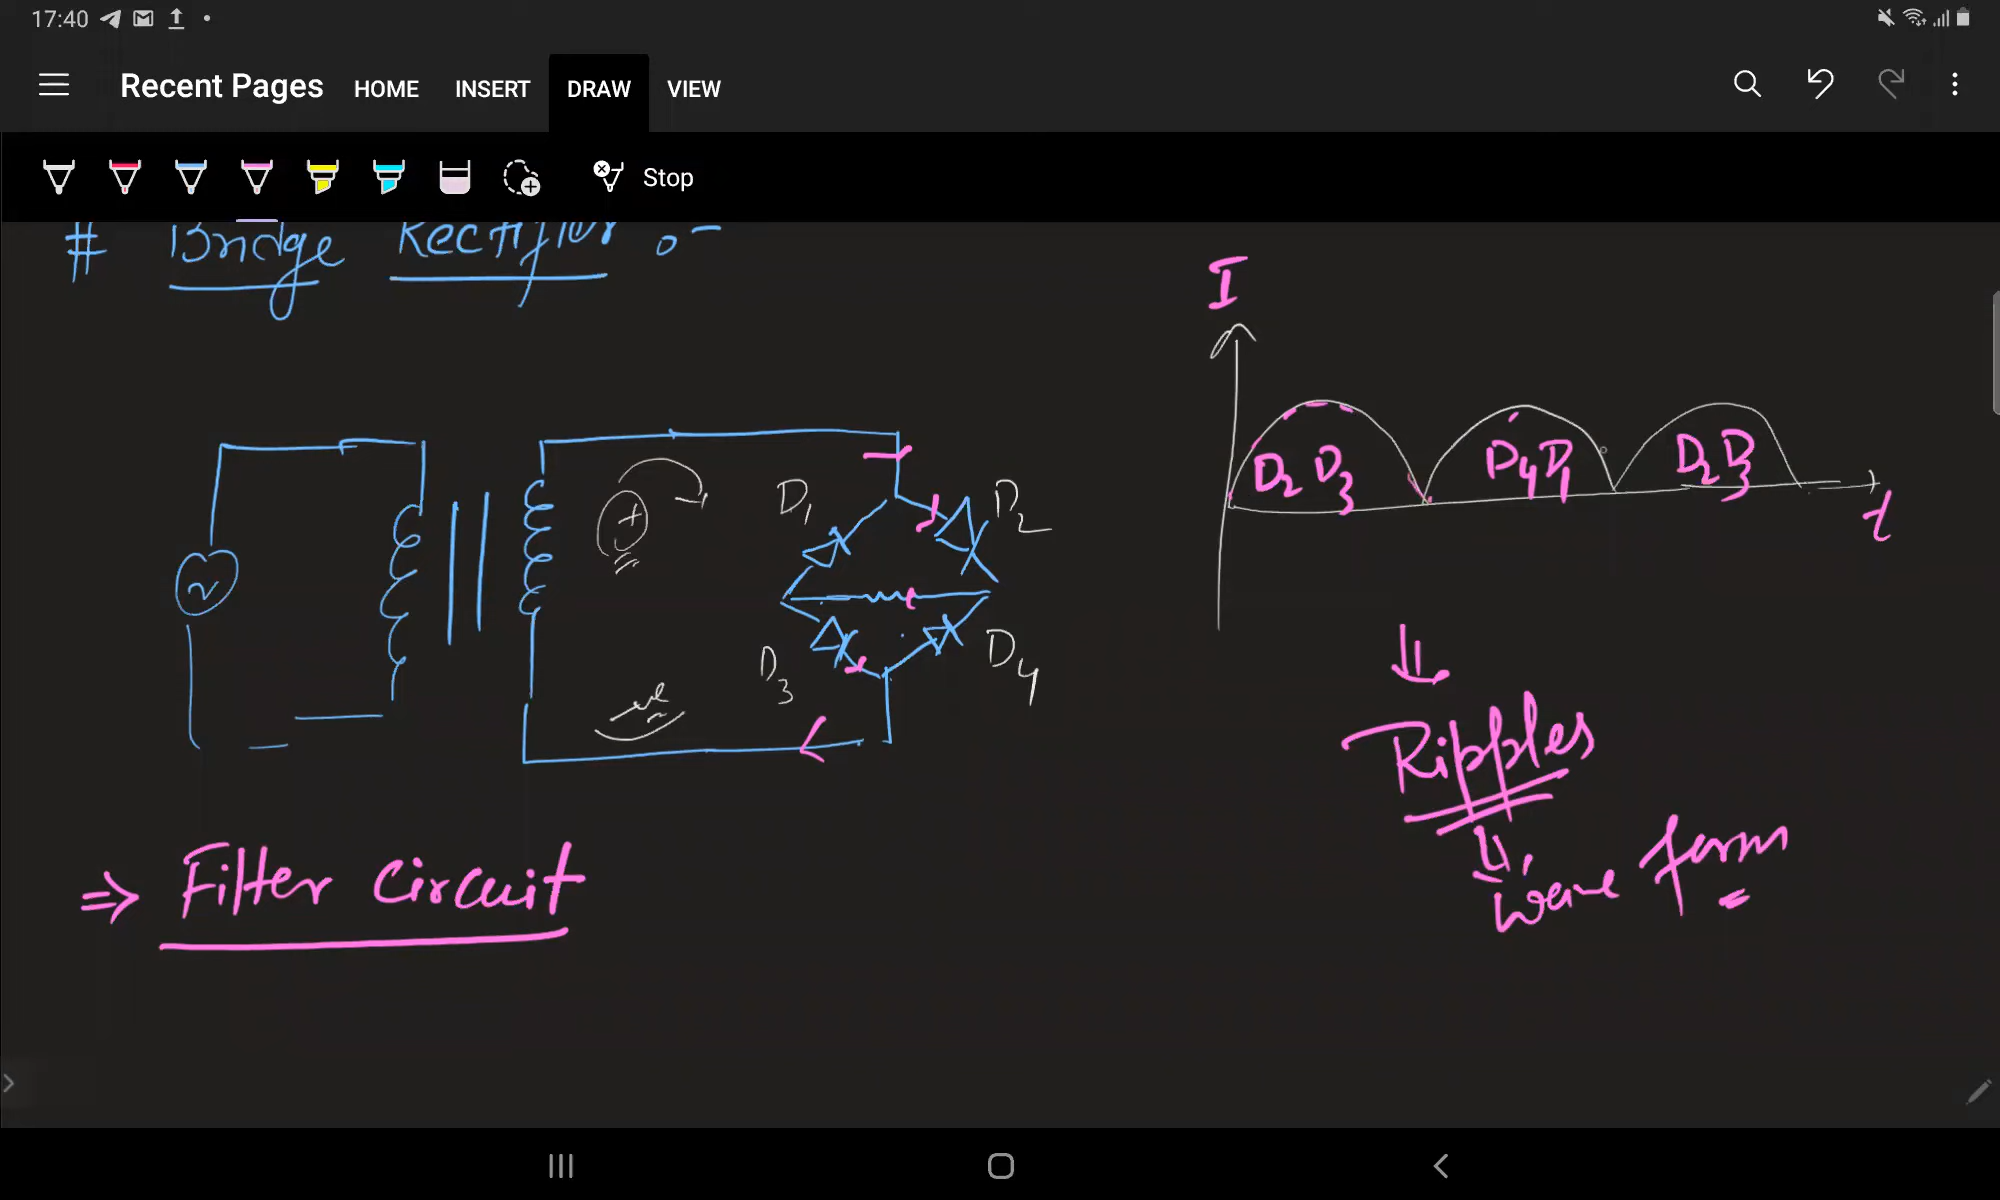 17:40
Recent Pages HOME INSERT DRAW VIEW
Stop
# Bridge Rectifier :-
I
D2 D3 D4 D1 D2 D3
t
+
D1
D2
D3
D4
-ve
Ripples
wave form
⇒ Filter Circuit